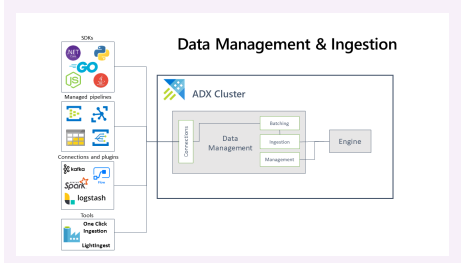 Data Management & Ingestion
SDKs
.NET
GO
JS
Managed pipelines
Connections and plugins
kafka
Flow
Spark
logstash
Tools
One Click
Ingestion
Lightingest
ADX Cluster
Connections
Data
Management
Batching
Ingestion
Management
Engine